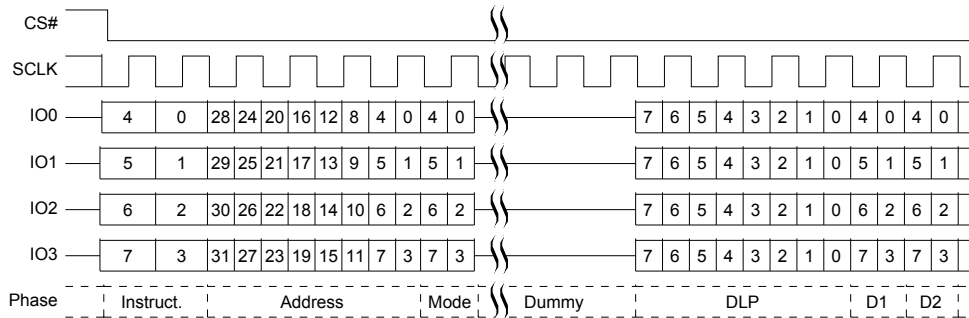 CS#
SCLK
IO0 4 0 28 24 20 16 12 8 4 0 4 0 7 6 5 4 3 2 1 0 4 0 4 0
IO1 5 1 29 25 21 17 13 9 5 1 5 1 7 6 5 4 3 2 1 0 5 1 5 1
IO2 6 2 30 26 22 18 14 10 6 2 6 2 7 6 5 4 3 2 1 0 6 2 6 2
IO3 7 3 31 27 23 19 15 11 7 3 7 3 7 6 5 4 3 2 1 0 7 3 7 3
Phase Instruct. Address Mode Dummy DLP D1 D2